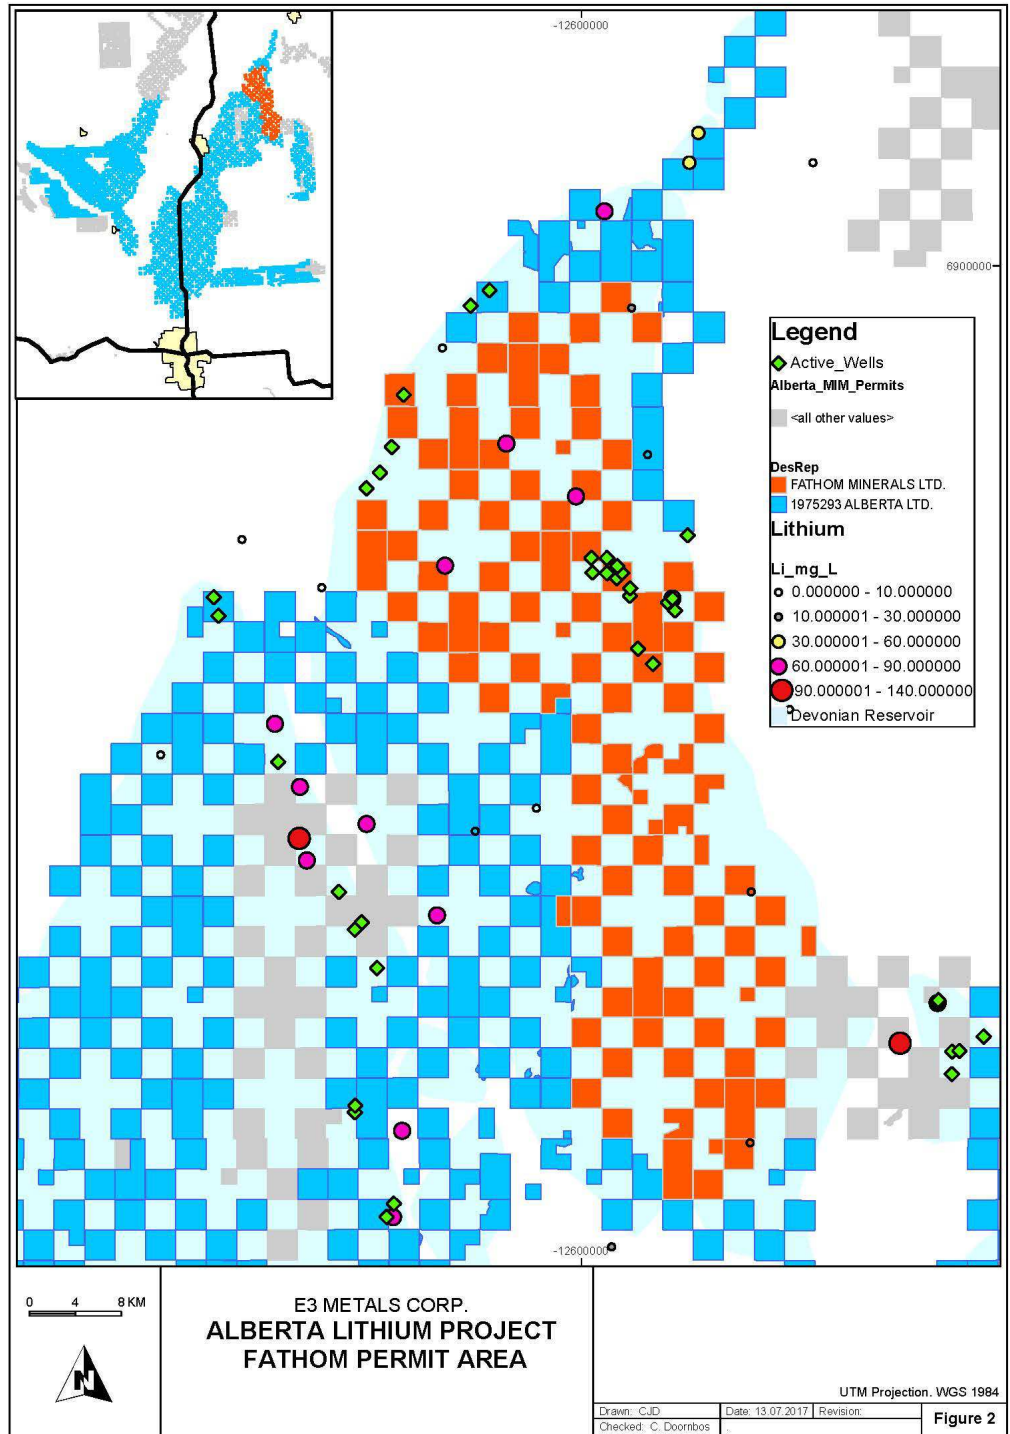 -12600000
6900000
Legend
Active_Wells
Alberta_MIM_Permits
<all other values>
DesRep
FATHOM MINERALS LTD.
1975293 ALBERTA LTD.
Lithium
Li_mg_L
0.000000 - 10.000000
10.000001 - 30.000000
30.000001 - 60.000000
60.000001 - 90.000000
90.000001 - 140.000000
Devonian Reservoir
-12600000
0 4 8 KM
N
E3 METALS CORP.
ALBERTA LITHIUM PROJECT
FATHOM PERMIT AREA
UTM Projection. WGS 1984
Drawn: CJD
Date: 13.07.2017
Revision:
Checked: C. Doornbos
Figure 2